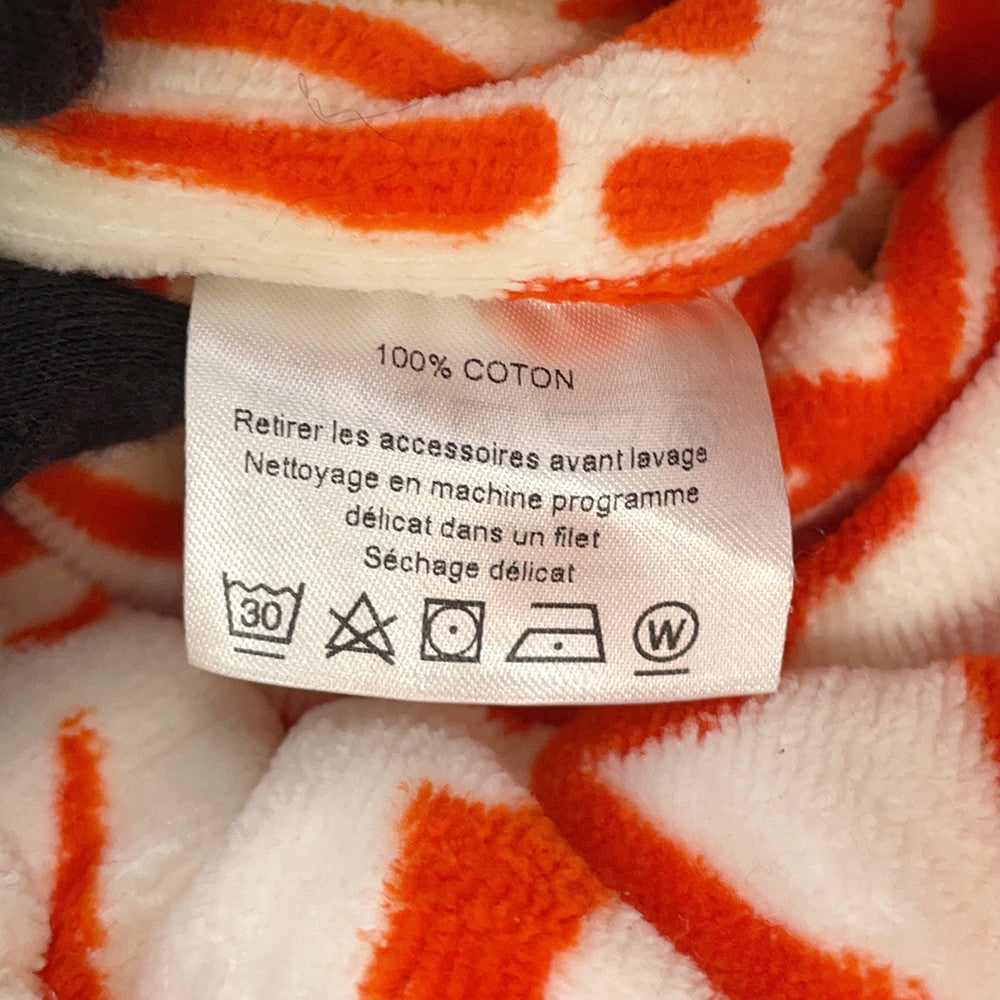 100% COTON
Retirer les accessoires avant lavage
Nettoyage en machine programme
délicat dans un filet
Séchage délicat
30 W